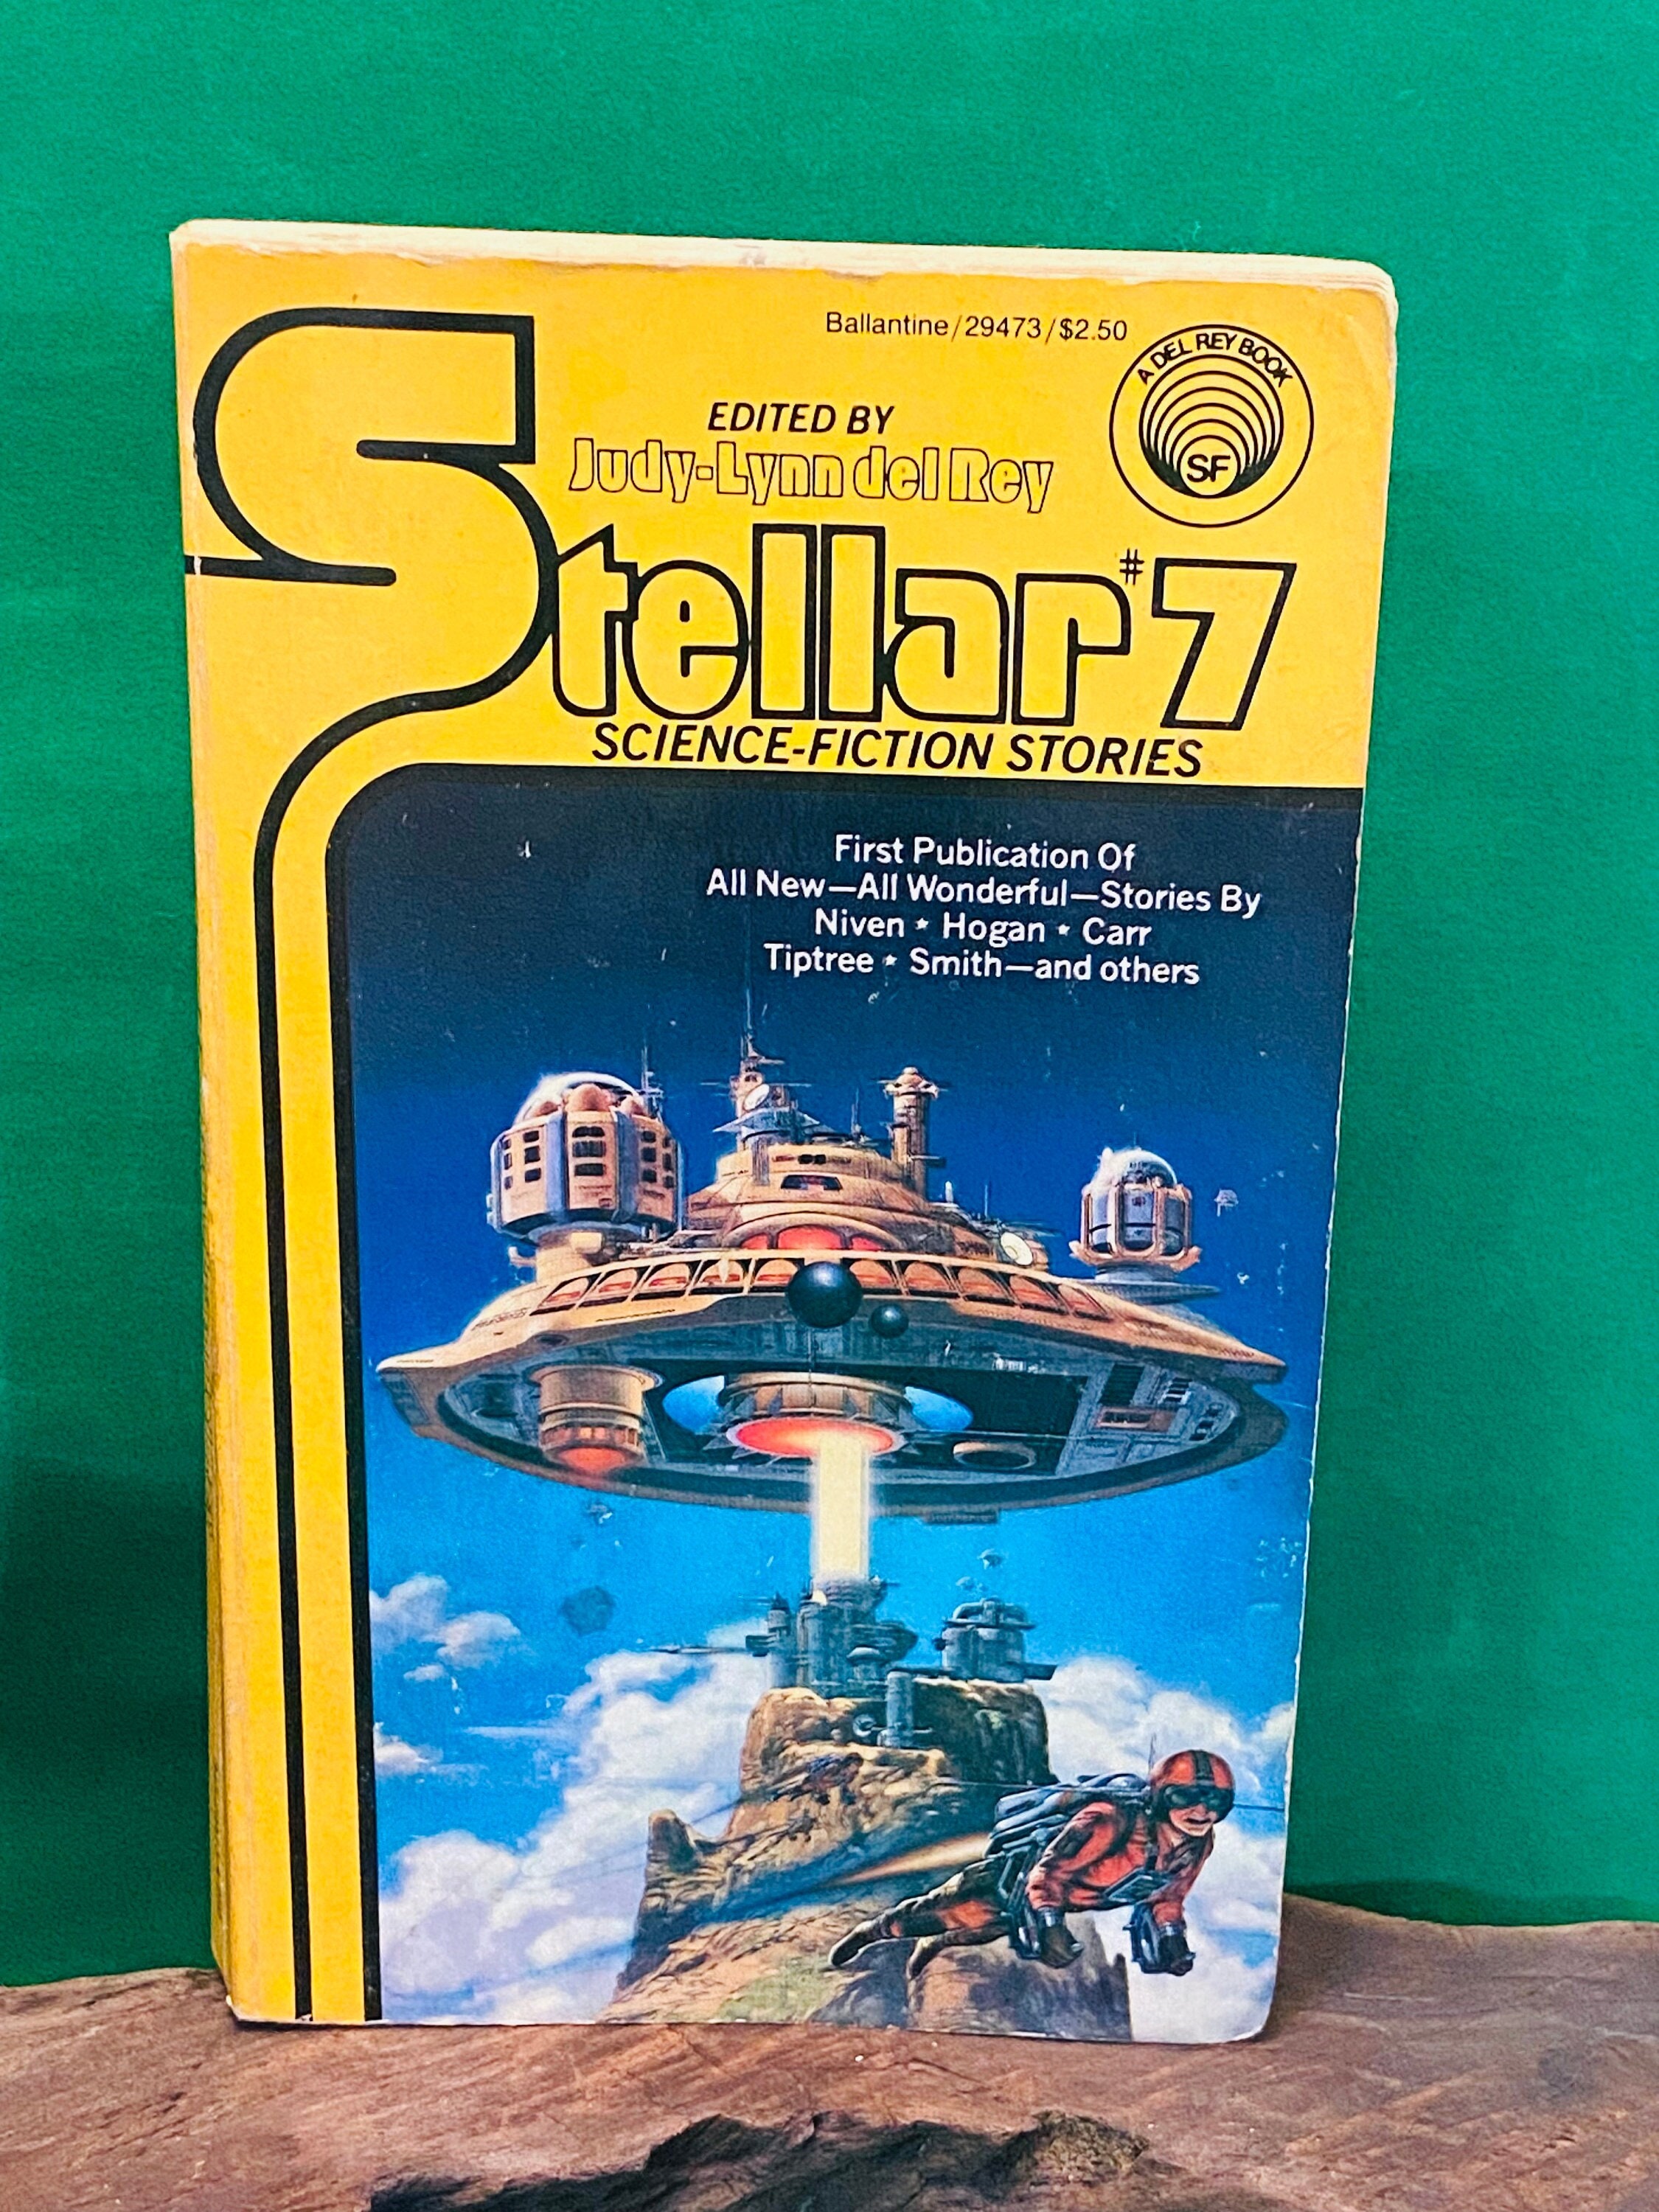 Ballantine/29473/$2.50
A DEL REY BOOK
SF
EDITED BY
Judy-Lynn del Rey
Stellar #7
SCIENCE-FICTION STORIES
First Publication Of
All New—All Wonderful—Stories By
Niven * Hogan * Carr
Tiptree * Smith—and others